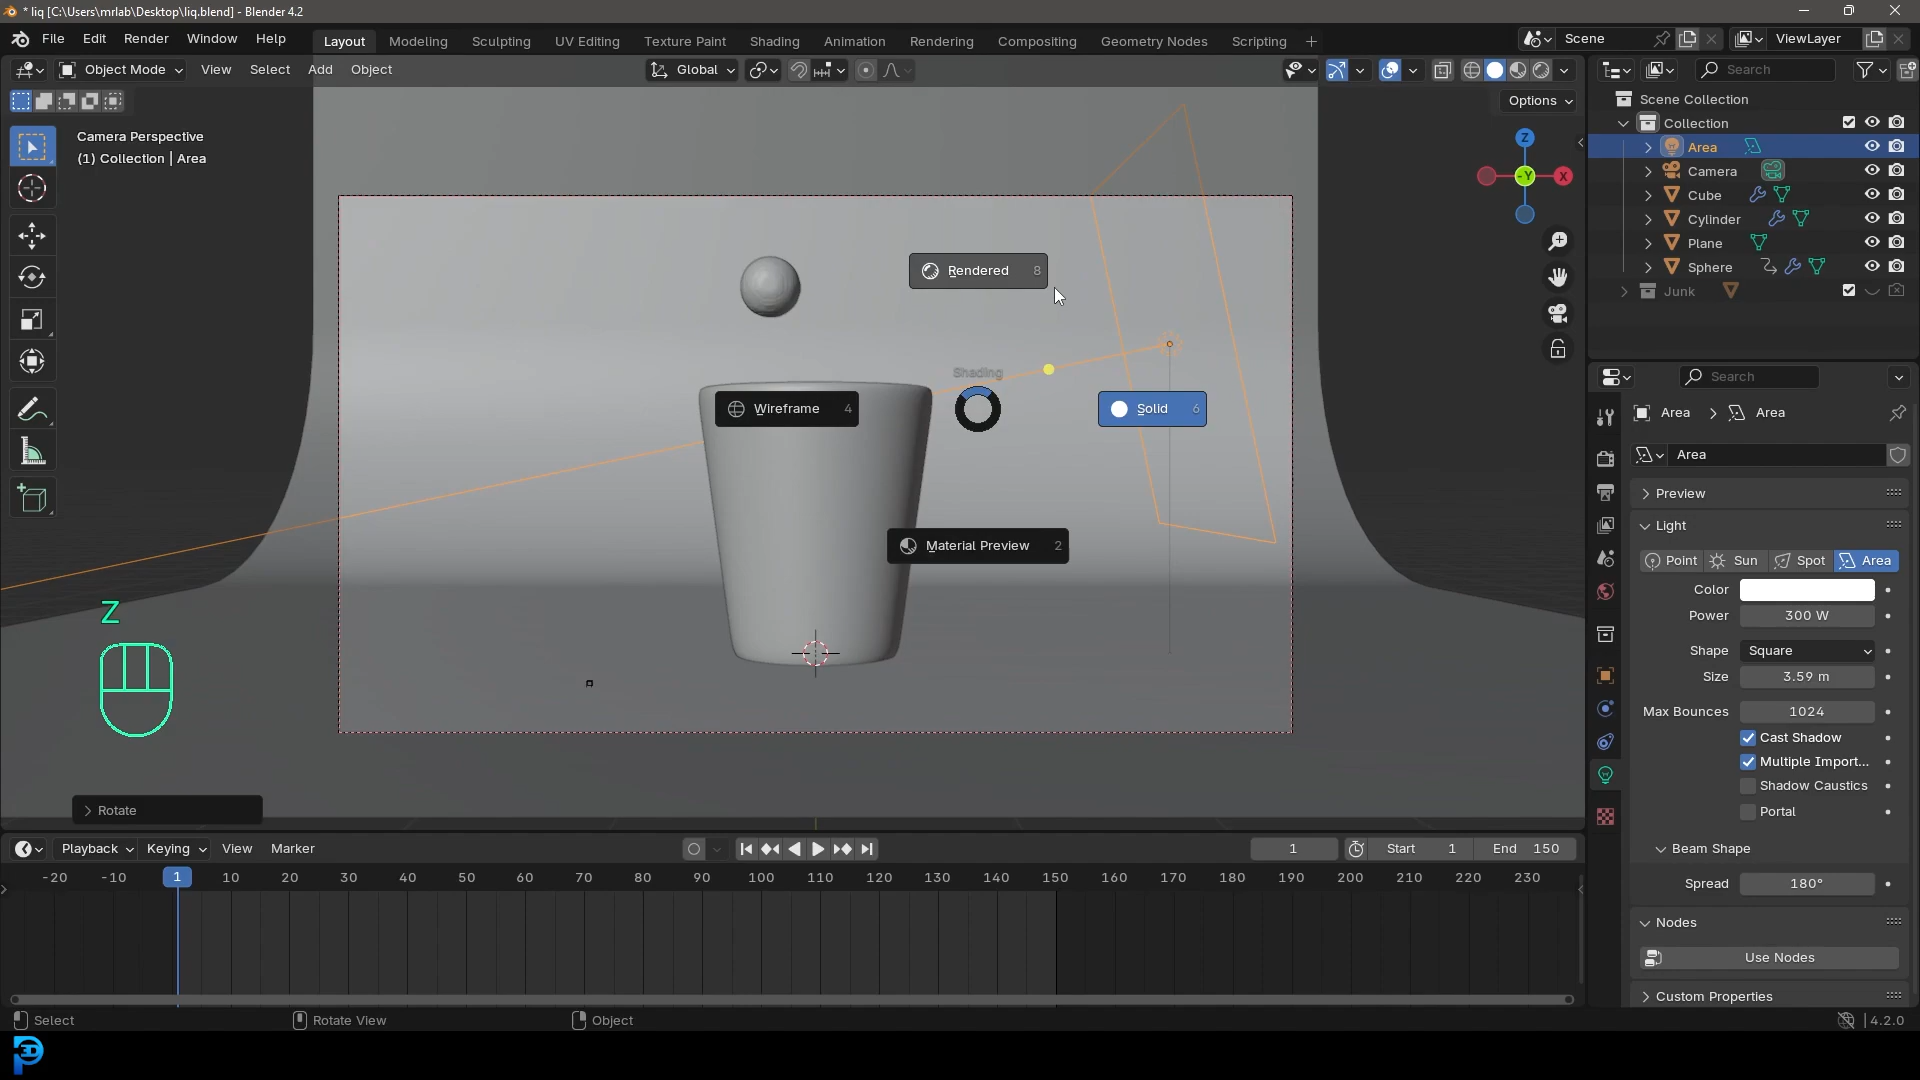 * liq [C:\Users\mrlab\Desktop\liq.blend] - Blender 4.2
File Edit Render Window Help
Layout Modeling Sculpting UV Editing Texture Paint Shading Animation Rendering Compositing Geometry Nodes Scripting +
Scene
ViewLayer
Object Mode View Select Add Object
Global
Search
Options
Camera Perspective
(1) Collection | Area
Z
X
-Y
Scene Collection
Collection
Area
Camera
Cube
Cylinder
Plane
Sphere
Junk
Rendered 8
Shading
Wireframe 4
Solid 6
Material Preview 2
Z
Rotate
Search
Area > Area
Area
Preview
Light
Point Sun Spot Area
Color
Power 300 W
Shape Square
Size 3.59 m
Max Bounces 1024
Cast Shadow
Multiple Import...
Shadow Caustics
Portal
Beam Shape
Spread 180°
Nodes
Use Nodes
Custom Properties
Playback Keying View Marker
1 Start 1 End 150
-20 -10 1 10 20 30 40 50 60 70 80 90 100 110 120 130 140 150 160 170 180 190 200 210 220 230
Select Rotate View Object
4.2.0
3D